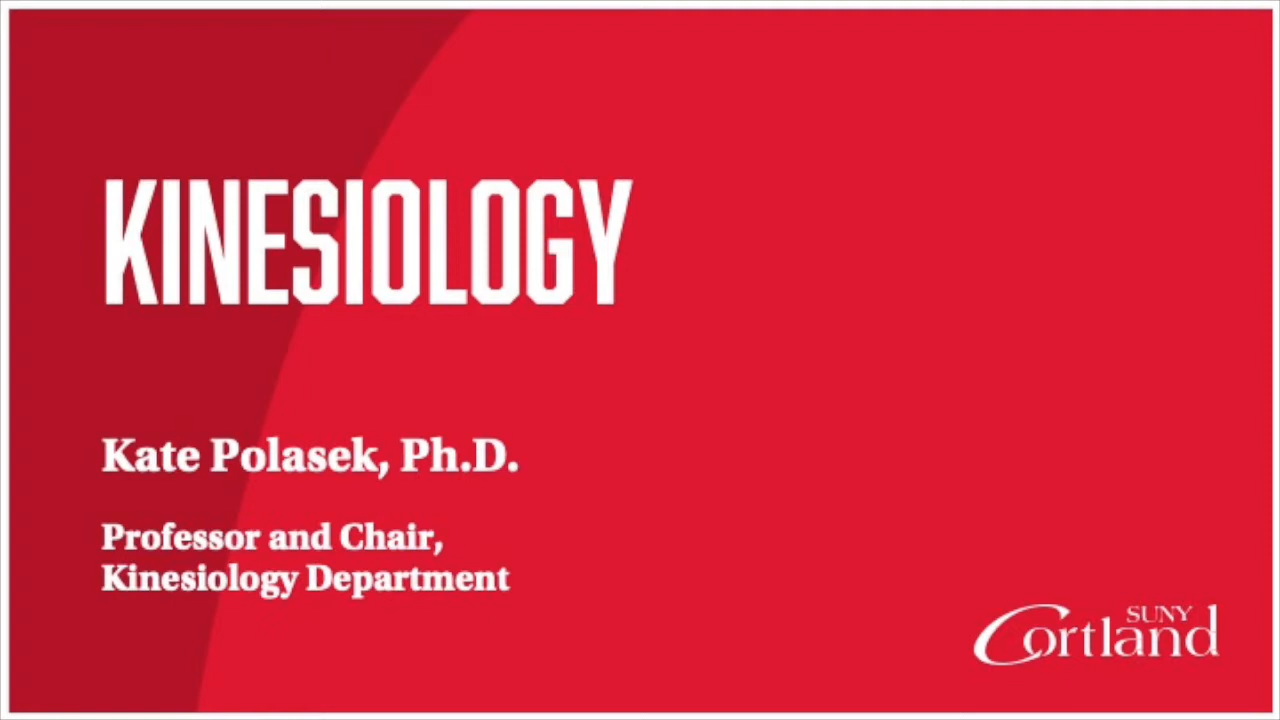 KINESIOLOGY
Kate Polasek, Ph.D.
Professor and Chair,
Kinesiology Department
SUNY
Cortland